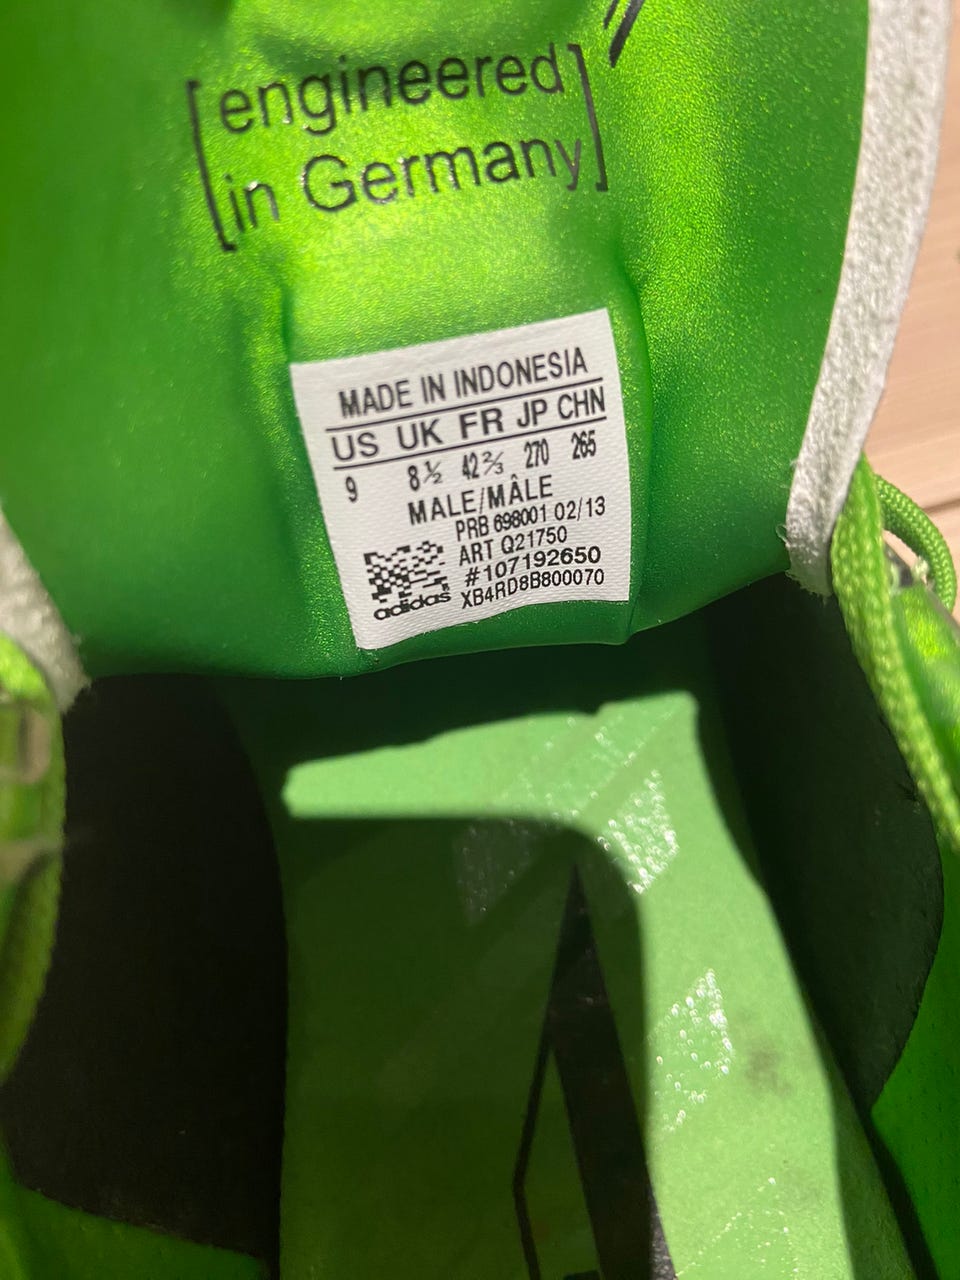 [engineered
in Germany]
MADE IN INDONESIA
US UK FR JP CHN
9 8½ 42⅔ 270 265
MALE/MÂLE
PRB 698001 02/13
ART Q21750
#107192650
adidas XB4RD8B800070